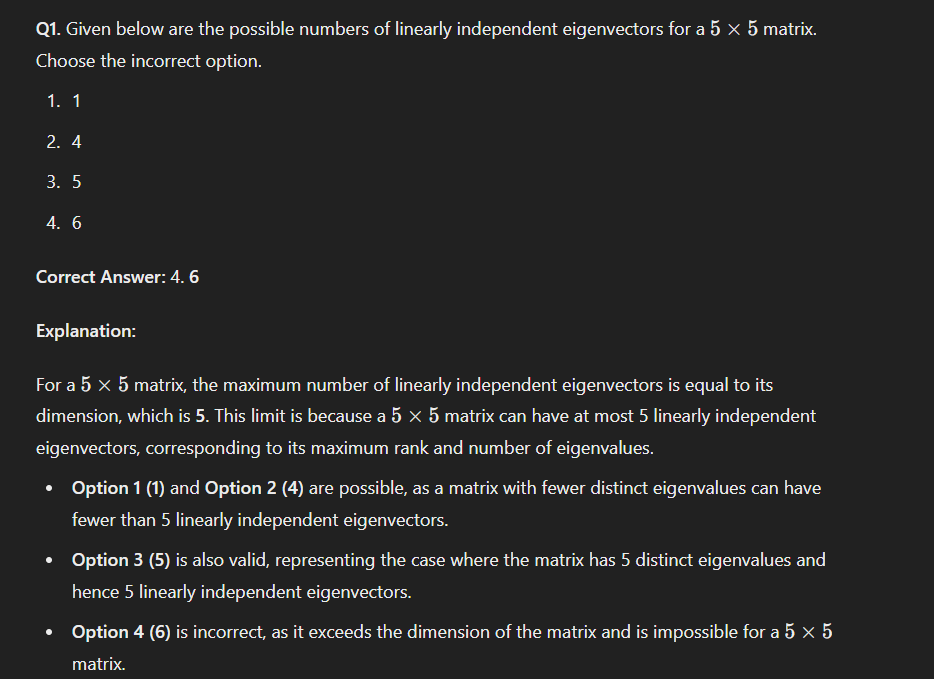 Q1. Given below are the possible numbers of linearly independent eigenvectors for a 5 × 5 matrix.
Choose the incorrect option.
1. 1
2. 4
3. 5
4. 6
Correct Answer: 4. 6
Explanation:
For a 5 × 5 matrix, the maximum number of linearly independent eigenvectors is equal to its
dimension, which is 5. This limit is because a 5 × 5 matrix can have at most 5 linearly independent
eigenvectors, corresponding to its maximum rank and number of eigenvalues.
• Option 1 (1) and Option 2 (4) are possible, as a matrix with fewer distinct eigenvalues can have
fewer than 5 linearly independent eigenvectors.
• Option 3 (5) is also valid, representing the case where the matrix has 5 distinct eigenvalues and
hence 5 linearly independent eigenvectors.
• Option 4 (6) is incorrect, as it exceeds the dimension of the matrix and is impossible for a 5 × 5
matrix.